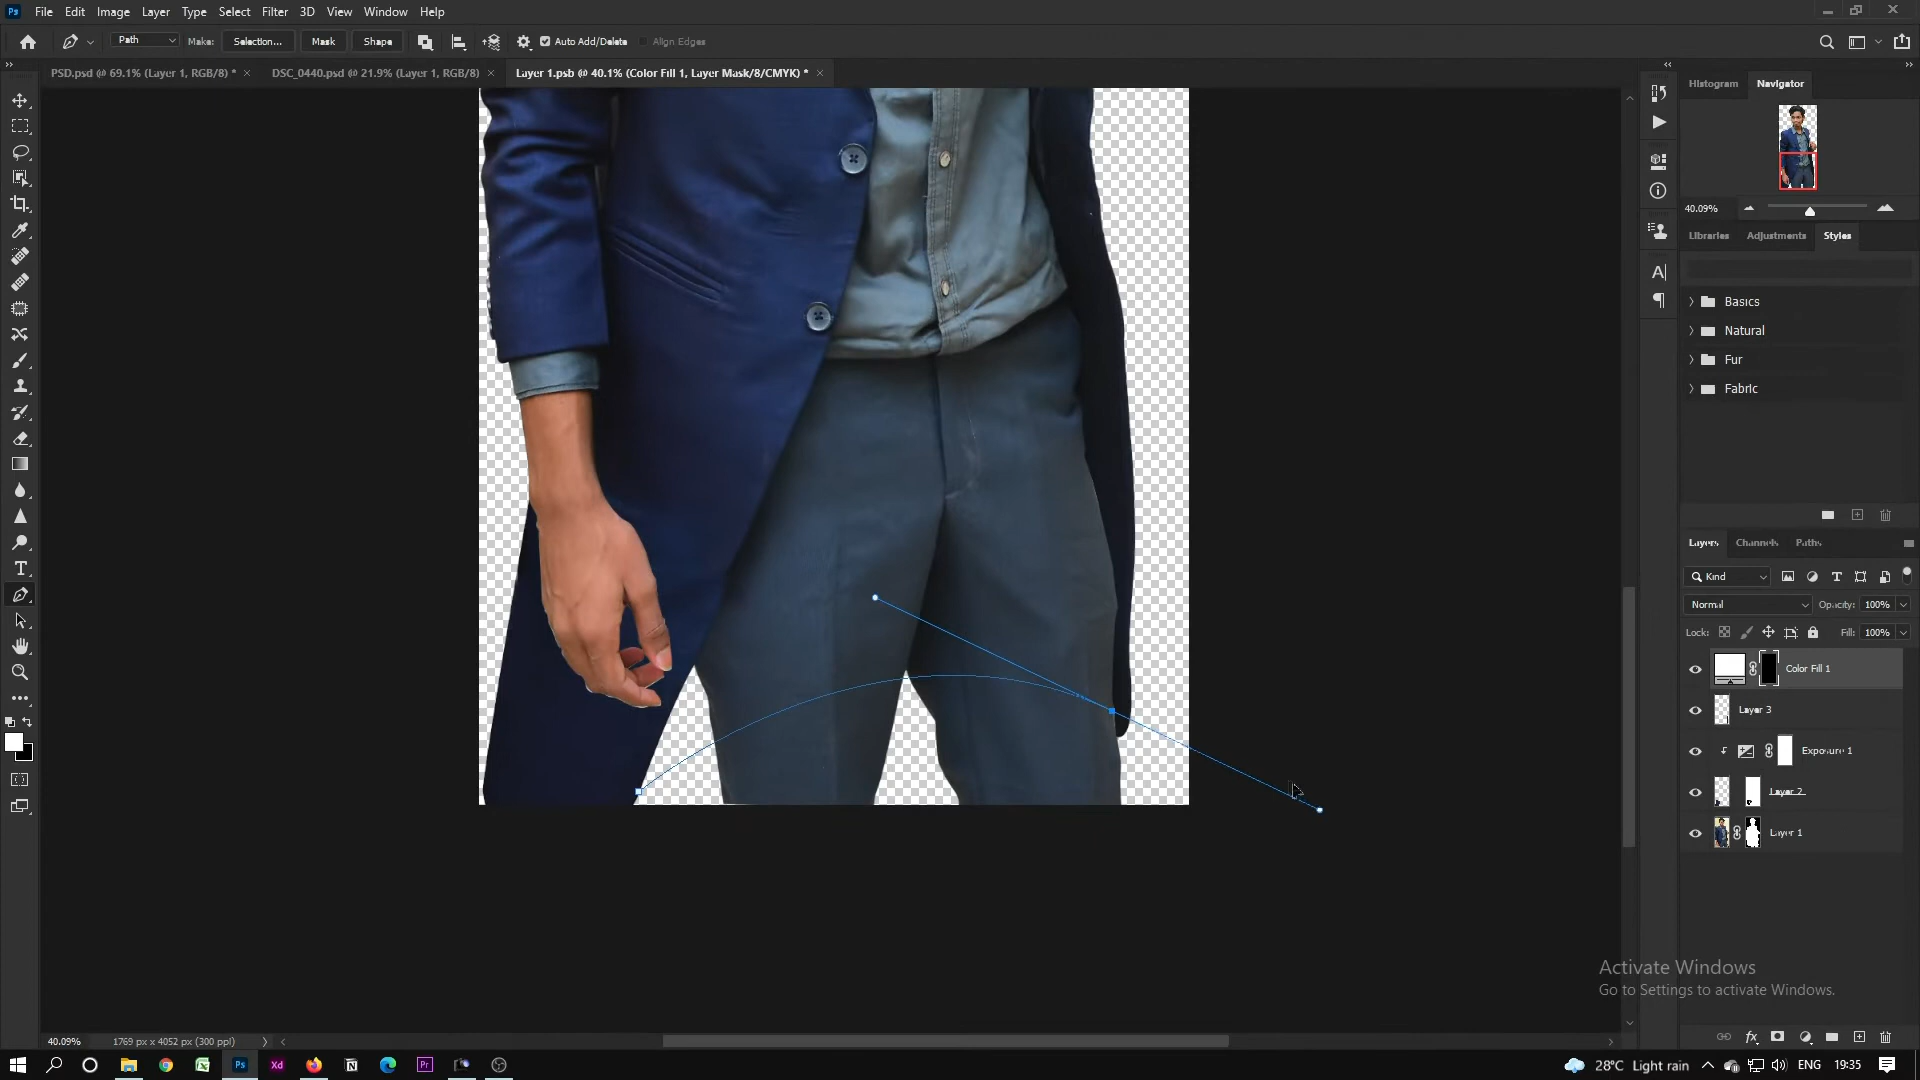 Ps File Edit Image Layer Type Select Filter 3D View Window Help
Path Make: Selection... Mask Shape Auto Add/Delete Align Edges
PSD.psd @ 69.1% (Layer 1, RGB/8) * × DSC_0440.psd @ 21.9% (Layer 1, RGB/8) × Layer 1.psb @ 40.1% (Color Fill 1, Layer Mask/8/CMYK) * ×
Histogram Navigator
40.09%
Libraries Adjustments Styles
Basics
Natural
Fur
Fabric
Layers Channels Paths
Kind
Normal Opacity: 100%
Lock: Fill: 100%
Color Fill 1
Layer 3
Exposure 1
Layer 2
Layer 1
Activate Windows
Go to Settings to activate Windows.
40.09% 1769 px x 4052 px (300 ppi)
Ps Xd Pr 28°C Light rain ENG 19:35